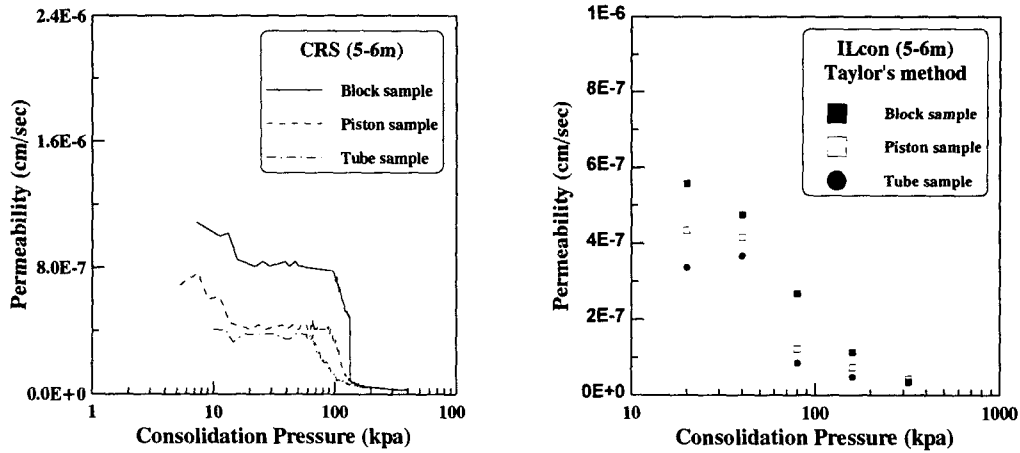 2.4E-6
1.6E-6
8.0E-7
0.0E+0
Permeability (cm/sec)
CRS (5-6m)
Block sample
Piston sample
Tube sample
1
10
100
100
Consolidation Pressure (kpa)
1E-6
8E-7
6E-7
4E-7
2E-7
0E+0
Permeability (cm/sec)
ILcon (5-6m)
Taylor's method
Block sample
Piston sample
Tube sample
10
100
1000
Consolidation Pressure (kpa)